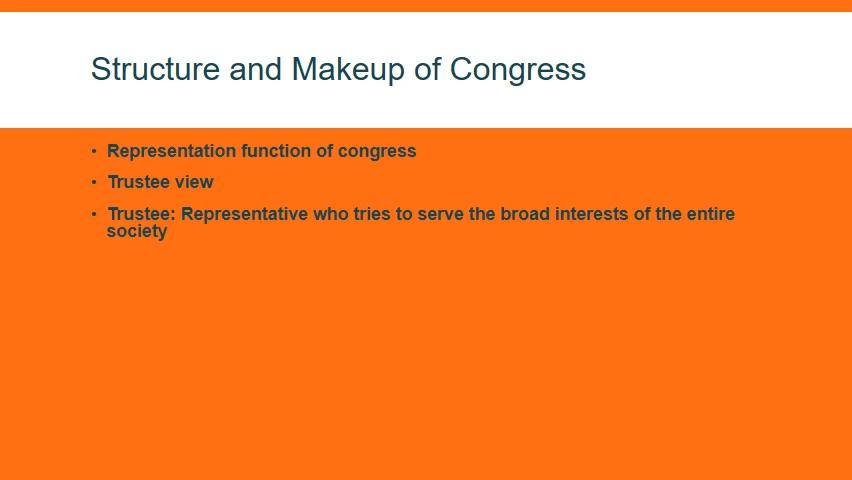 Structure and Makeup of Congress
• Representation function of congress
• Trustee view
• Trustee: Representative who tries to serve the broad interests of the entire
society